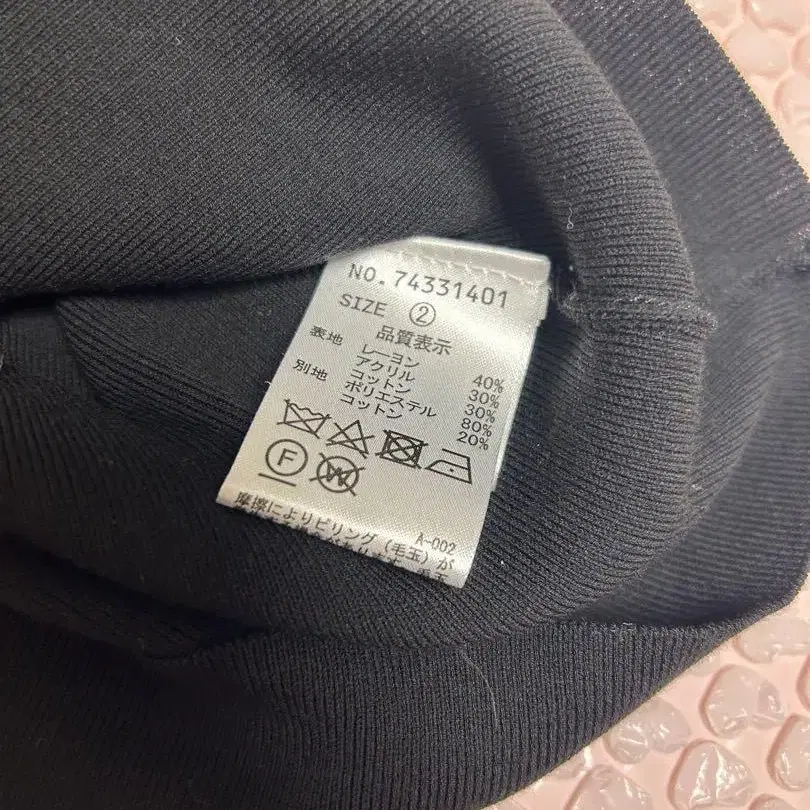 NO.74331401
SIZE ②
品質表示
表地 レーヨン 40%
アクリル 30%
コットン 30%
別地 ポリエステル 80%
コットン 20%
F
W
A-002
摩擦によりピリング(毛玉)が